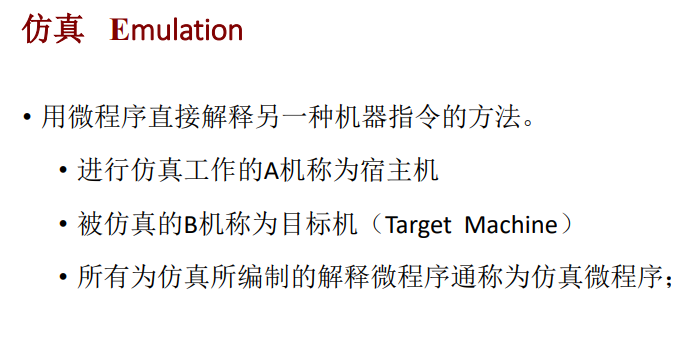 仿真 Emulation
• 用微程序直接解释另一种机器指令的方法。
• 进行仿真工作的A机称为宿主机
• 被仿真的B机称为目标机（Target Machine）
• 所有为仿真所编制的解释微程序通称为仿真微程序；